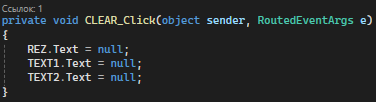 Ссылок: 1
private void CLEAR_Click(object sender, RoutedEventArgs e)
{
REZ.Text = null;
TEXT1.Text = null;
TEXT2.Text = null;
}